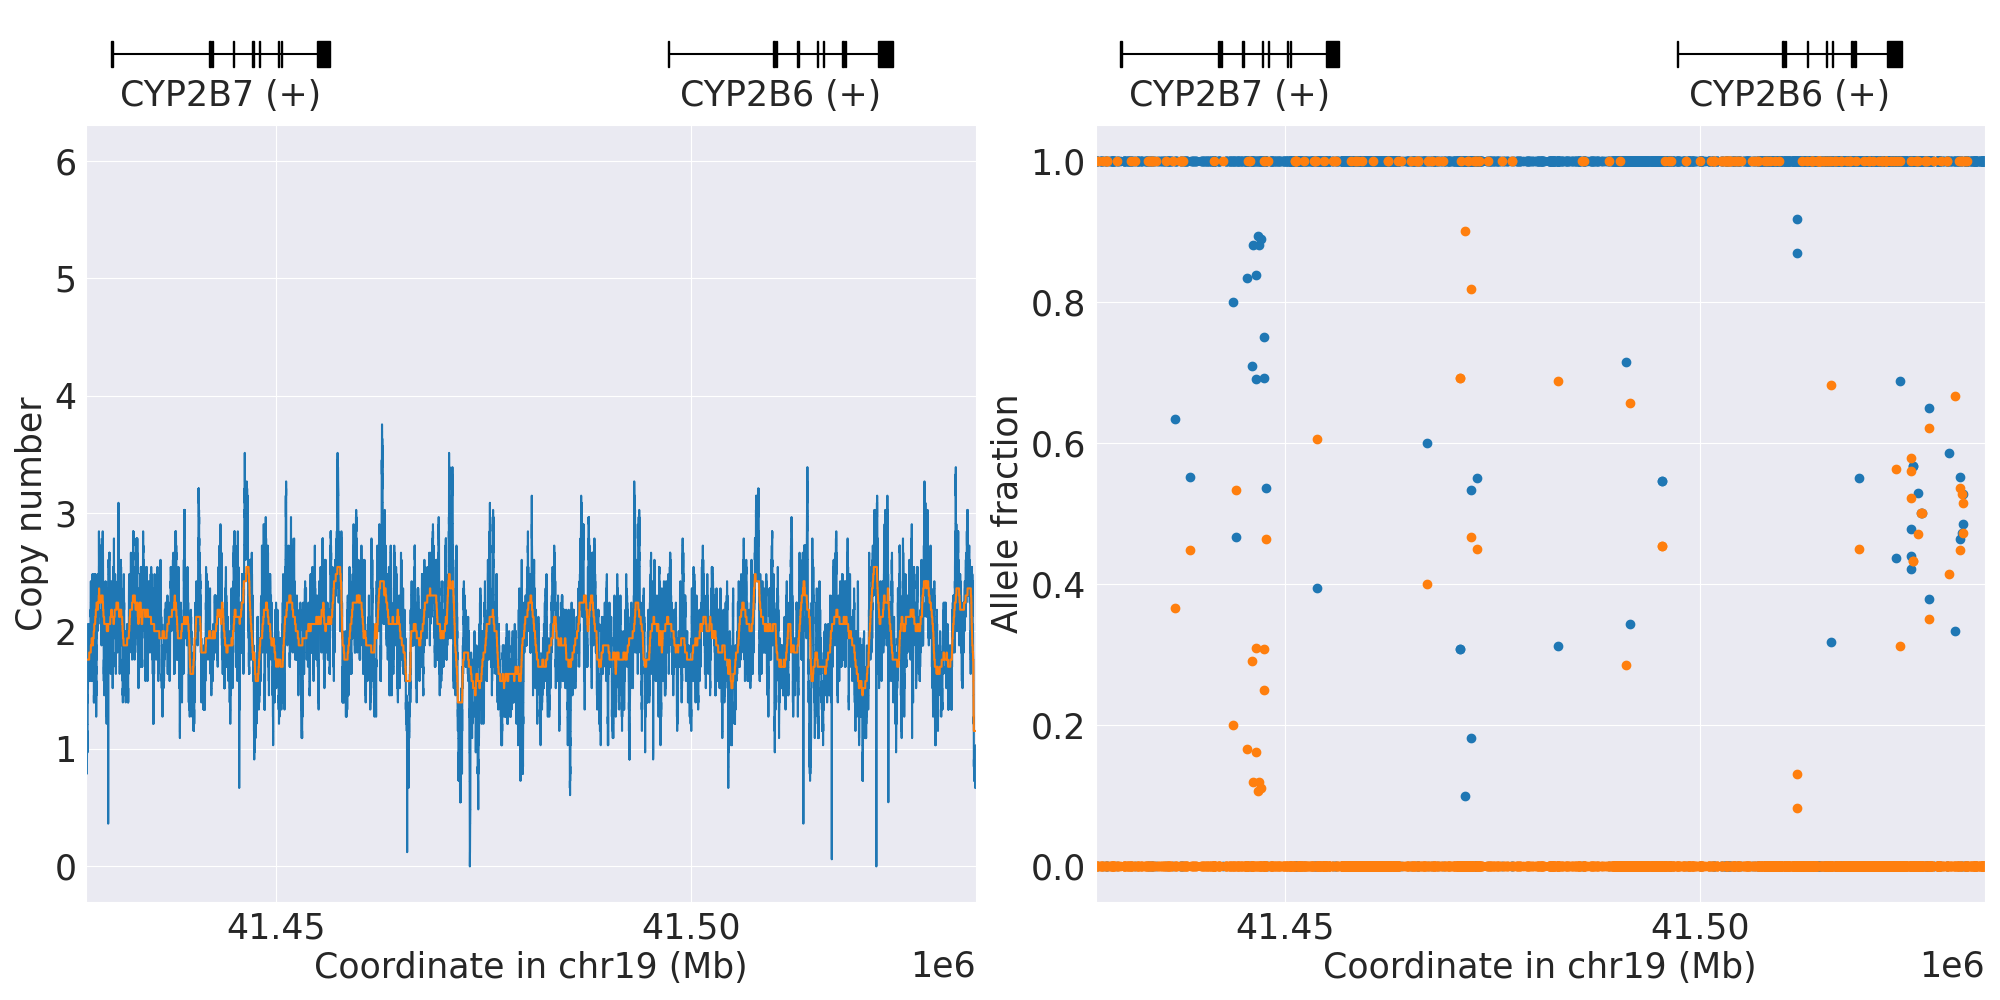 CYP2B7 (+)
CYP2B6 (+)
6
5
4
3
2
1
0
Copy number
41.45
41.50
Coordinate in chr19 (Mb)
1e6
CYP2B7 (+)
CYP2B6 (+)
1.0
0.8
0.6
0.4
0.2
0.0
Allele fraction
41.45
41.50
Coordinate in chr19 (Mb)
1e6